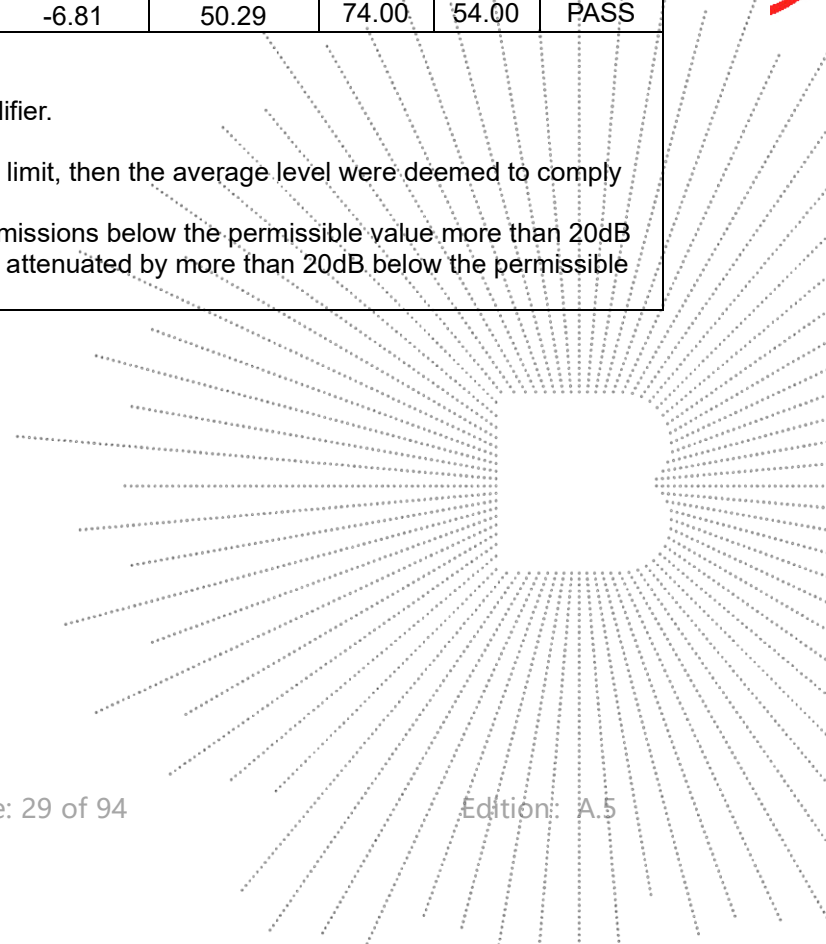 -6.81 50.29 74.00 54.00 PASS
lifier.
limit, then the average level were deemed to comply
missions below the permissible value more than 20dB
attenuated by more than 20dB below the permissible
e: 29 of 94 Edition: A.5